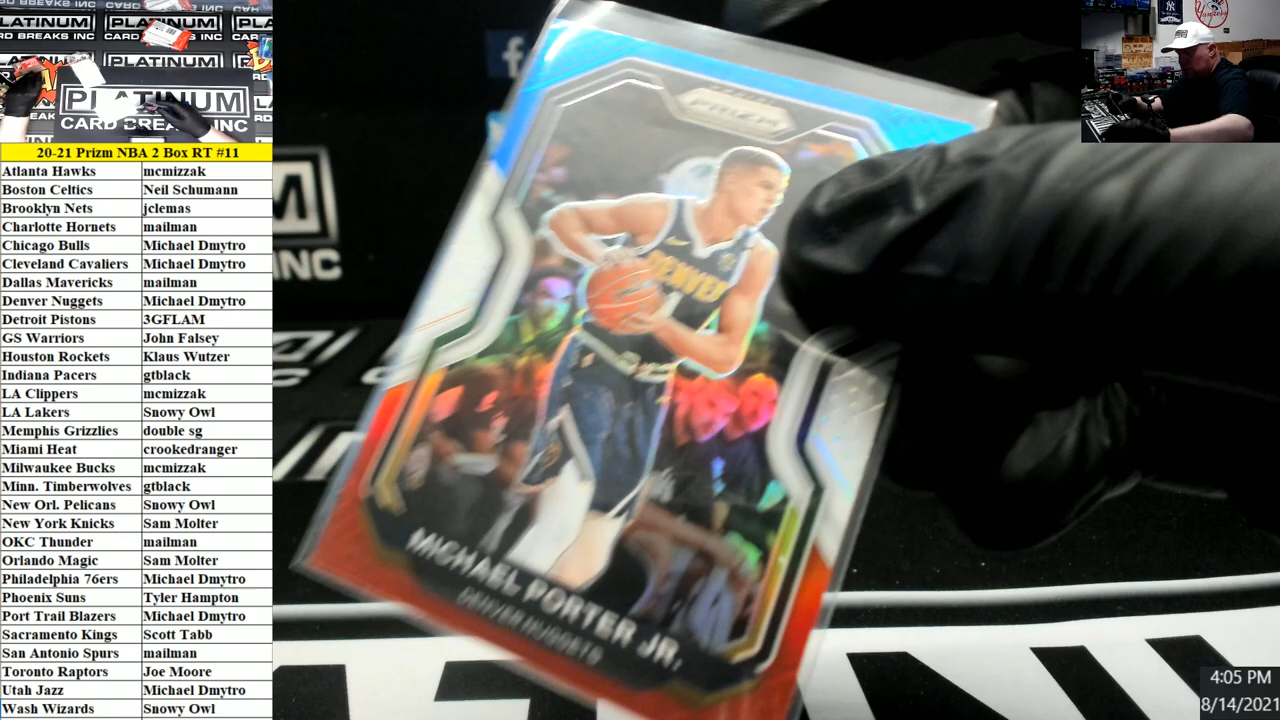 PLATINUM
CARD BREAKS INC
PLATINUM
CARD BREAKS INC
20-21 Prizm NBA 2 Box RT #11
Atlanta Hawks mcmizzak
Boston Celtics Neil Schumann
Brooklyn Nets jclemas
Charlotte Hornets mailman
Chicago Bulls Michael Dmytro
Cleveland Cavaliers Michael Dmytro
Dallas Mavericks mailman
Denver Nuggets Michael Dmytro
Detroit Pistons 3GFLAM
GS Warriors John Falsey
Houston Rockets Klaus Wutzer
Indiana Pacers gtblack
LA Clippers mcmizzak
LA Lakers Snowy Owl
Memphis Grizzlies double sg
Miami Heat crookedranger
Milwaukee Bucks mcmizzak
Minn. Timberwolves gtblack
New Orl. Pelicans Snowy Owl
New York Knicks Sam Molter
OKC Thunder mailman
Orlando Magic Sam Molter
Philadelphia 76ers Michael Dmytro
Phoenix Suns Tyler Hampton
Port Trail Blazers Michael Dmytro
Sacramento Kings Scott Tabb
San Antonio Spurs mailman
Toronto Raptors Joe Moore
Utah Jazz Michael Dmytro
Wash Wizards Snowy Owl
PRIZM
DENVER
MICHAEL PORTER JR.
DENVER NUGGETS
INC
Yankees
4:05 PM
8/14/2021